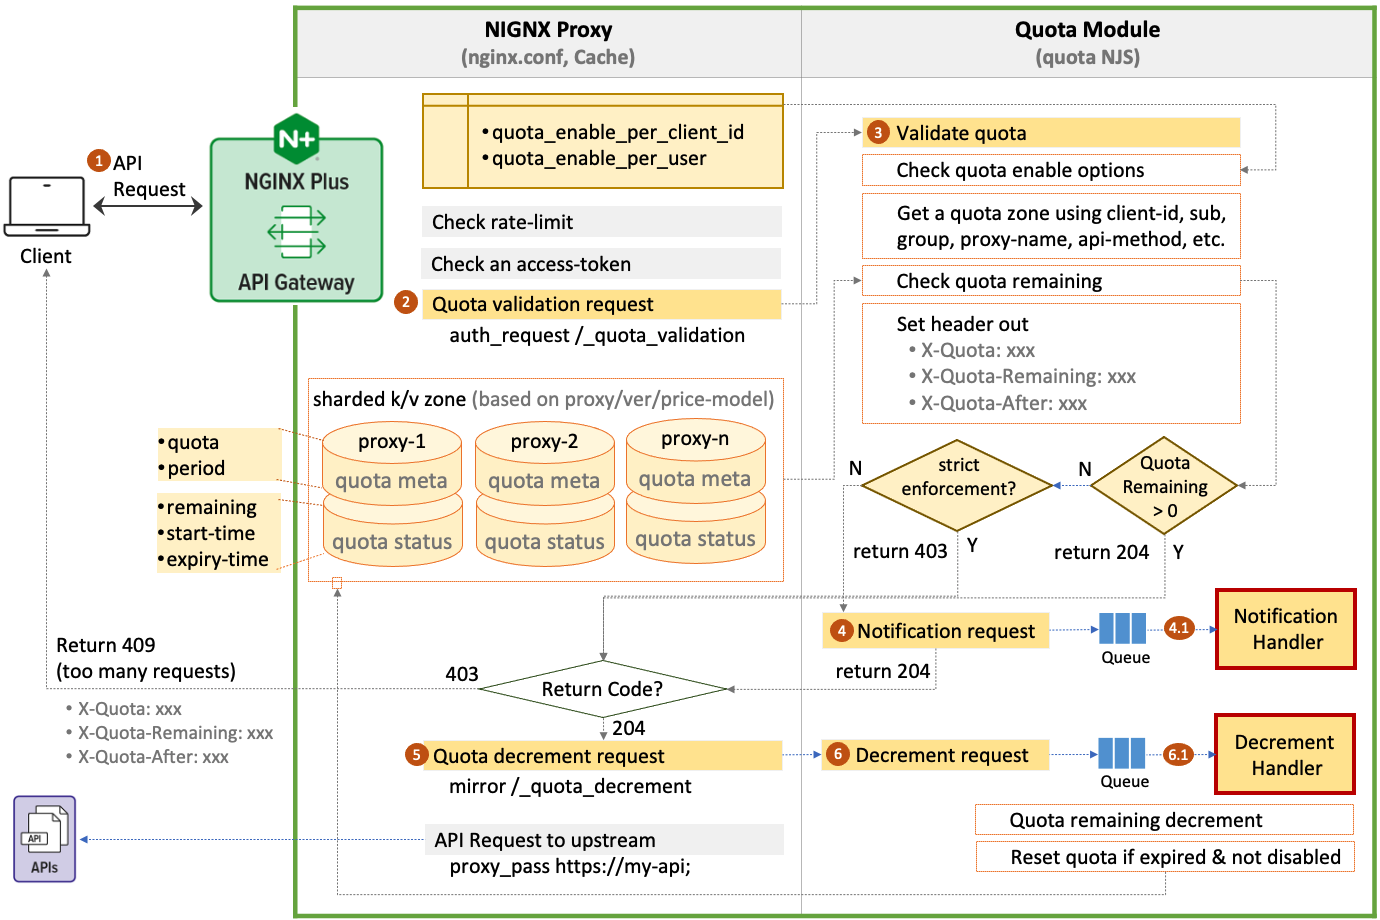 NIGNX Proxy
(nginx.conf, Cache)
Quota Module
(quota NJS)
1
API
Request
Client
N+
NGINX Plus
API Gateway
•quota_enable_per_client_id
•quota_enable_per_user
Check rate-limit
Check an access-token
2
Quota validation request
auth_request /_quota_validation
3
Validate quota
Check quota enable options
Get a quota zone using client-id, sub,
group, proxy-name, api-method, etc.
Check quota remaining
Set header out
• X-Quota: xxx
• X-Quota-Remaining: xxx
• X-Quota-After: xxx
sharded k/v zone (based on proxy/ver/price-model)
proxy-1
proxy-2
proxy-n
quota meta
quota meta
quota meta
quota status
quota status
quota status
•quota
•period
•remaining
•start-time
•expiry-time
N
strict
enforcement?
N
Quota
Remaining
> 0
return 403
Y
return 204
Y
4
Notification request
Queue
4.1
Notification
Handler
return 204
Return 409
(too many requests)
• X-Quota: xxx
• X-Quota-Remaining: xxx
• X-Quota-After: xxx
403
Return Code?
204
5
Quota decrement request
mirror /_quota_decrement
6
Decrement request
Queue
6.1
Decrement
Handler
Quota remaining decrement
Reset quota if expired & not disabled
API Request to upstream
proxy_pass https://my-api;
API
APIs